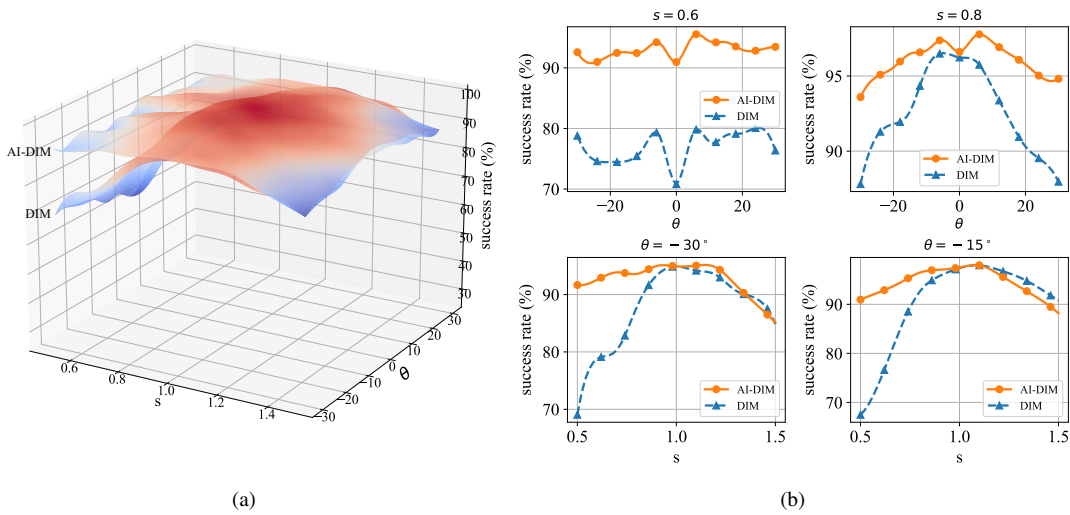 AI-DIM
DIM
0.6
0.8
1.0
1.2
1.4
s
−30
−20
−10
0
10
20
30
θ
30
40
50
60
70
80
90
100
success rate (%)
(a)
s = 0.6
success rate (%)
90
80
70
−20
0
20
θ
AI-DIM
DIM
s = 0.8
success rate (%)
95
90
−20
0
20
θ
AI-DIM
DIM
θ = − 30°
success rate (%)
90
80
70
0.5
1.0
1.5
s
AI-DIM
DIM
θ = − 15°
success rate (%)
90
80
70
0.5
1.0
1.5
s
AI-DIM
DIM
(b)